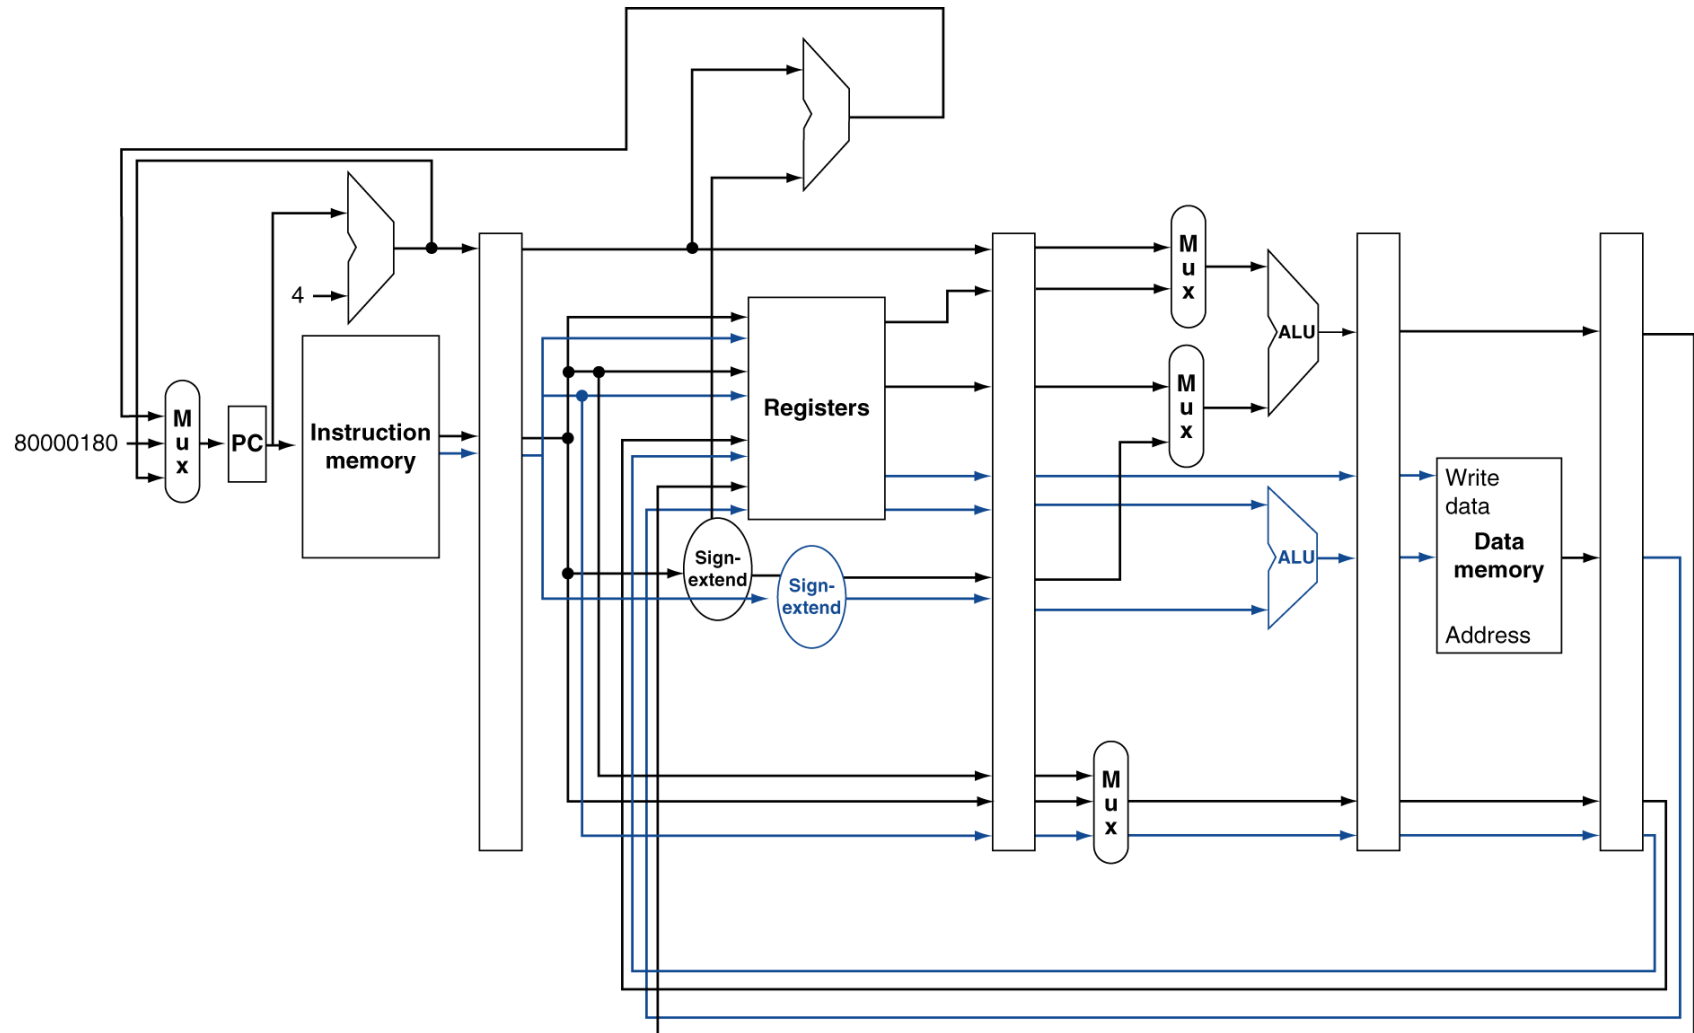 M
u
x
M
u
x
4
ALU
80000180
M
u
x
PC
Instruction
memory
Registers
M
u
x
Write
data
Data
memory
Address
ALU
Sign-
extend
Sign-
extend
M
u
x